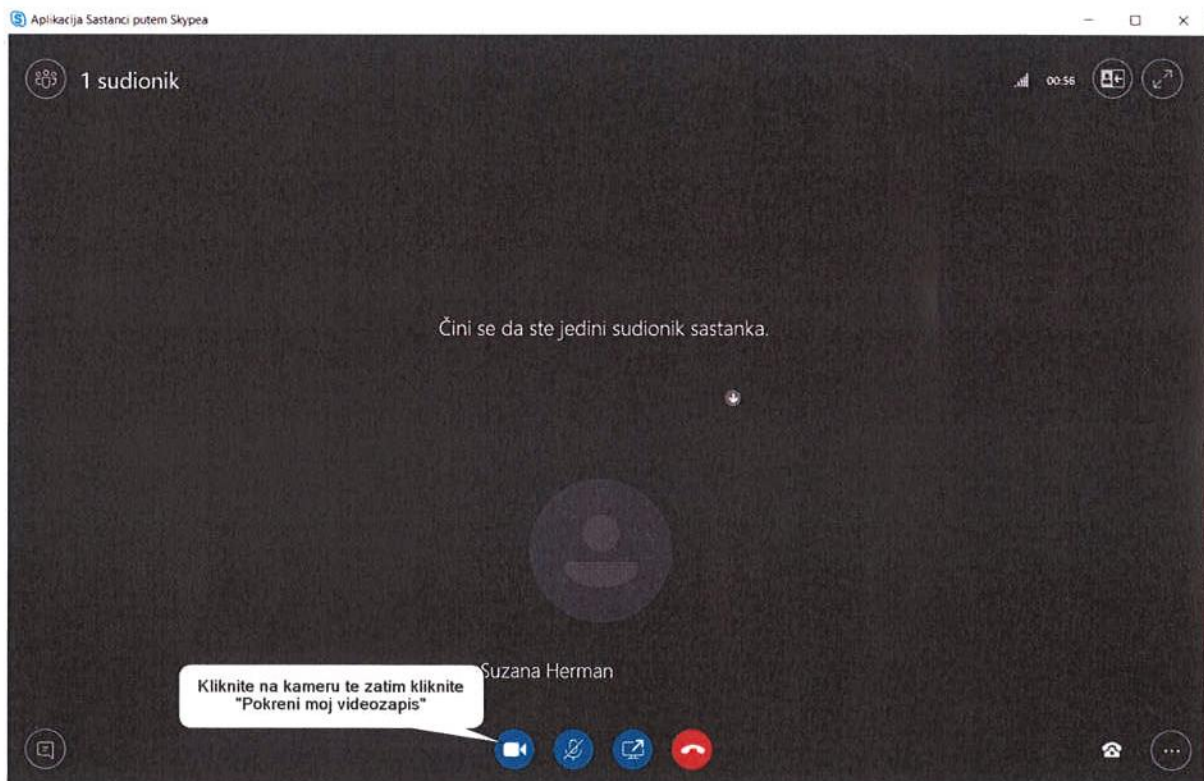 Aplikacija Sastanci putem Skypea
1 sudionik
00:56
Čini se da ste jedini sudionik sastanka.
Suzana Herman
Kliknite na kameru te zatim kliknite
"Pokreni moj videozapis"